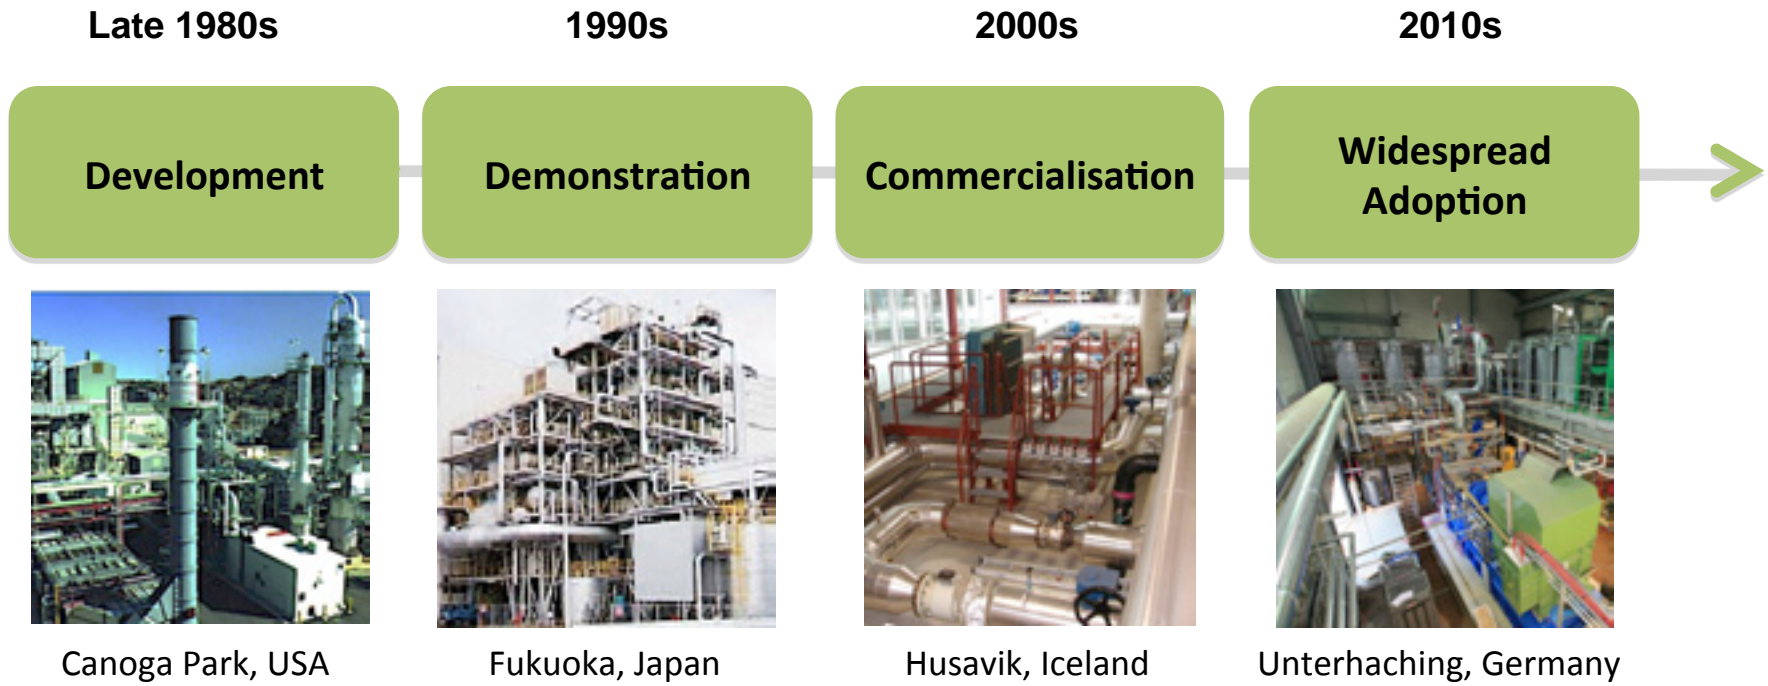 Late 1980s
1990s
2000s
2010s
Development
Demonstration
Commercialisation
Widespread
Adoption
Canoga Park, USA
Fukuoka, Japan
Husavik, Iceland
Unterhaching, Germany